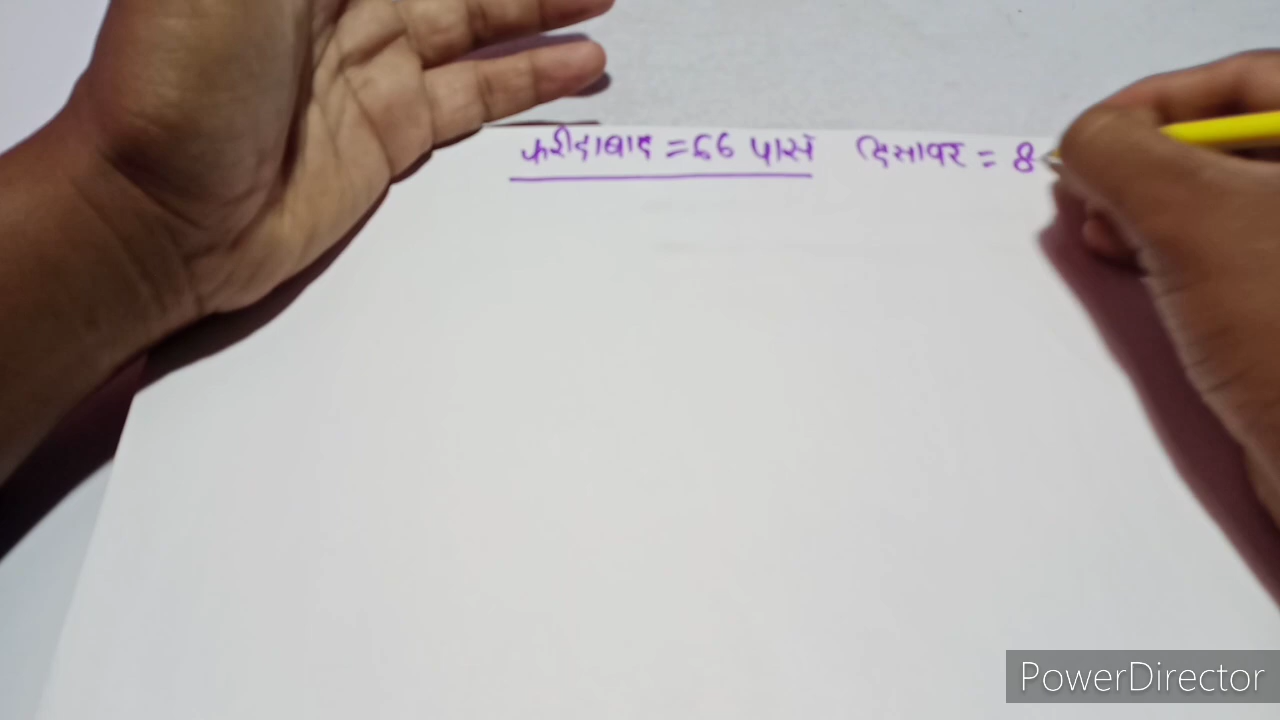 फरीदाबाद = 66 पास दिसावर = 8
PowerDirector